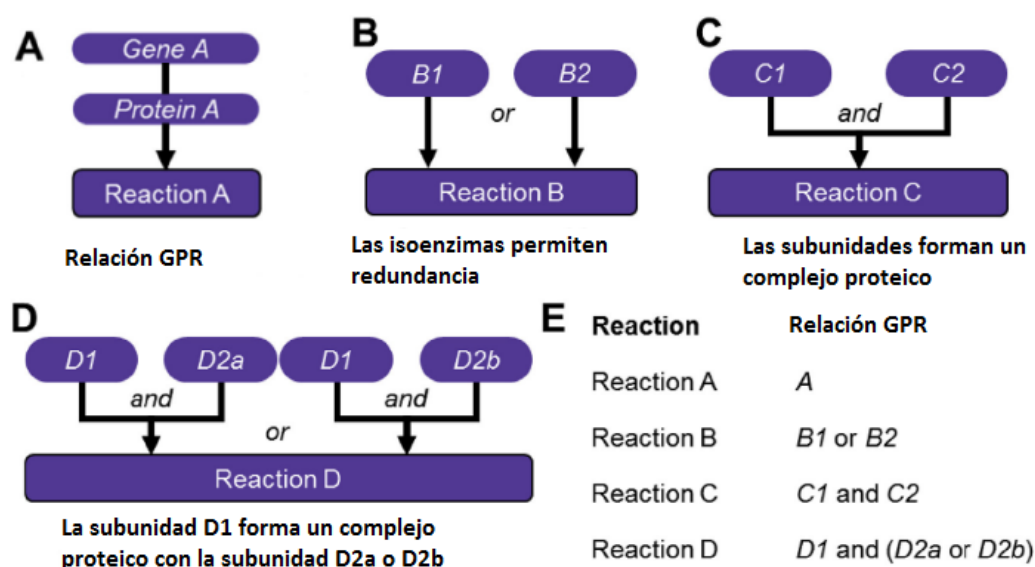 A
Gene A
Protein A
Reaction A
Relación GPR
B
B1
B2
or
Reaction B
Las isoenzimas permiten
redundancia
C
C1
C2
and
Reaction C
Las subunidades forman un
complejo proteico
D
D1
D2a
D1
D2b
and
and
or
Reaction D
La subunidad D1 forma un complejo
proteico con la subunidad D2a o D2b
E
Reaction Relación GPR
Reaction A A
Reaction B B1 or B2
Reaction C C1 and C2
Reaction D D1 and (D2a or D2b)